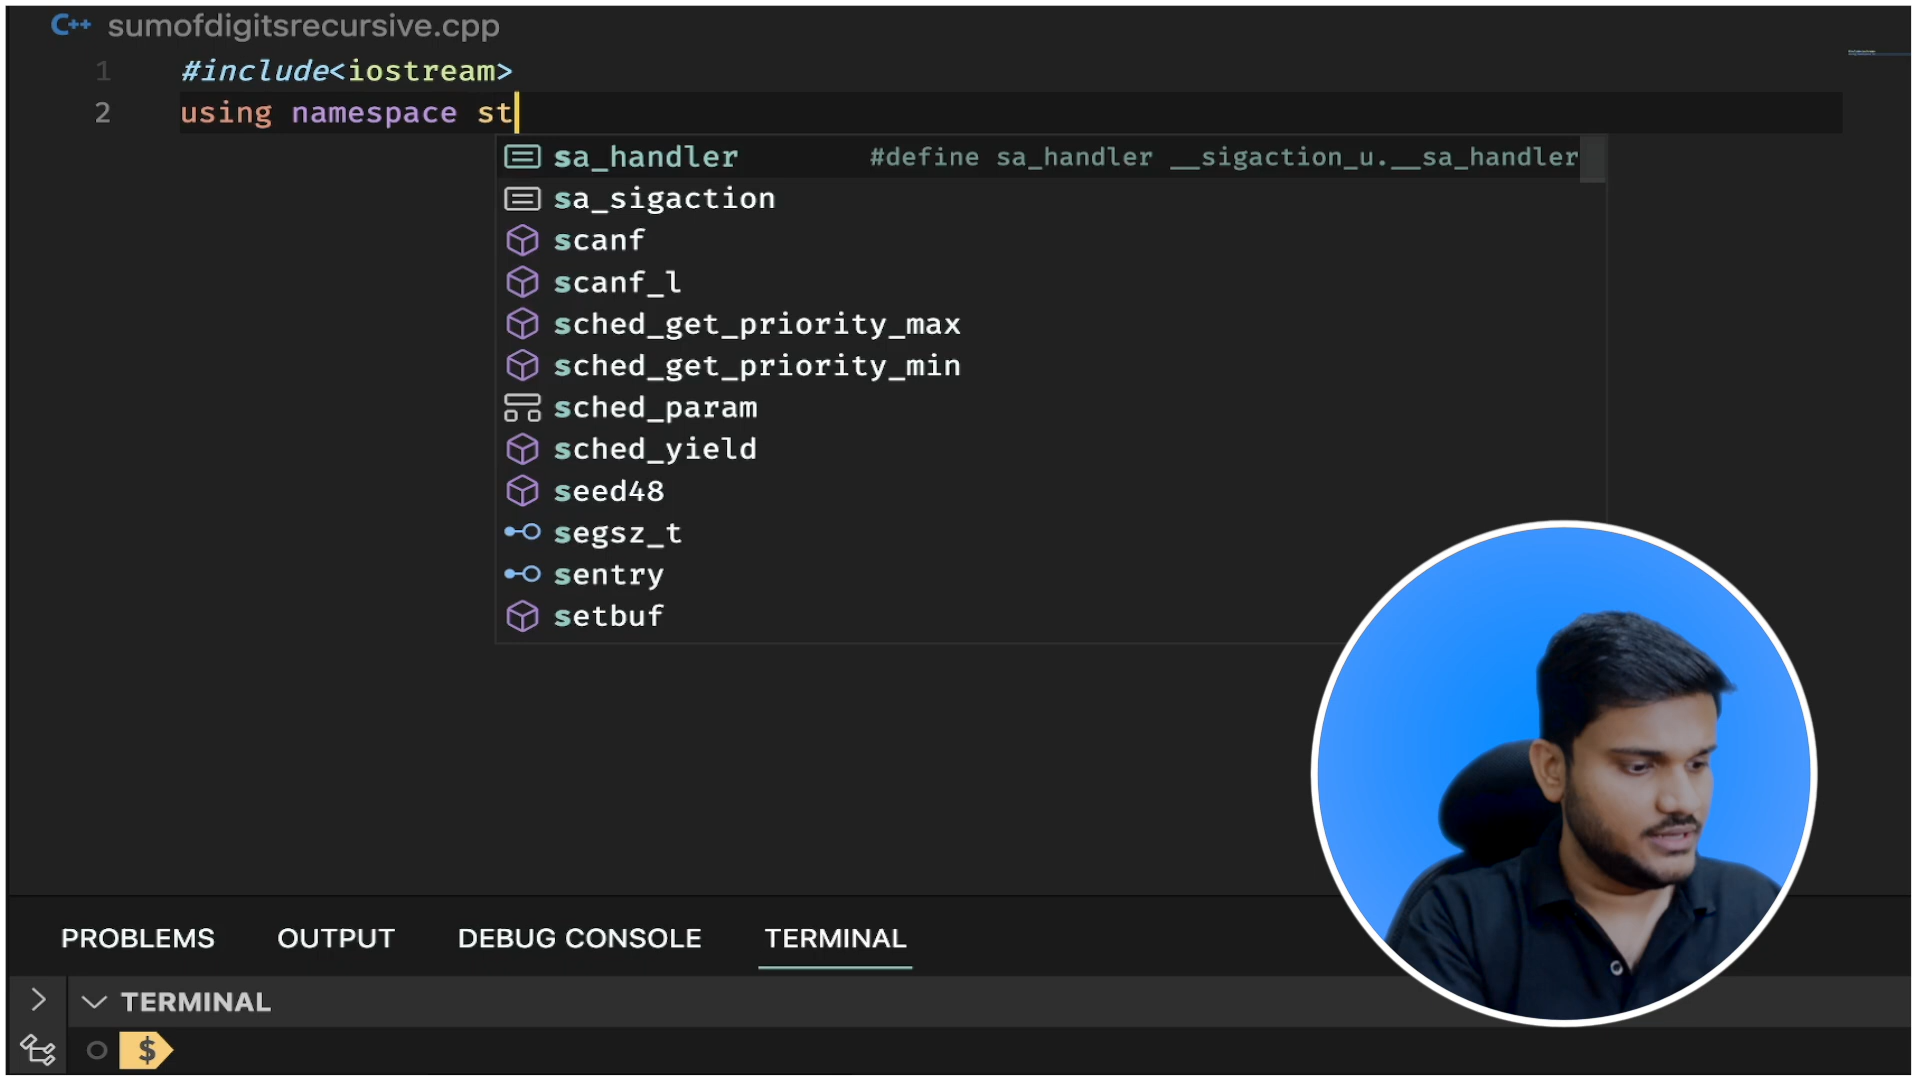 C++ sumofdigitsrecursive.cpp
1 #include<iostream>
2 using namespace st
sa_handler #define sa_handler __sigaction_u.__sa_handler
sa_sigaction
scanf
scanf_l
sched_get_priority_max
sched_get_priority_min
sched_param
sched_yield
seed48
segsz_t
sentry
setbuf
PROBLEMS OUTPUT DEBUG CONSOLE TERMINAL
TERMINAL
$